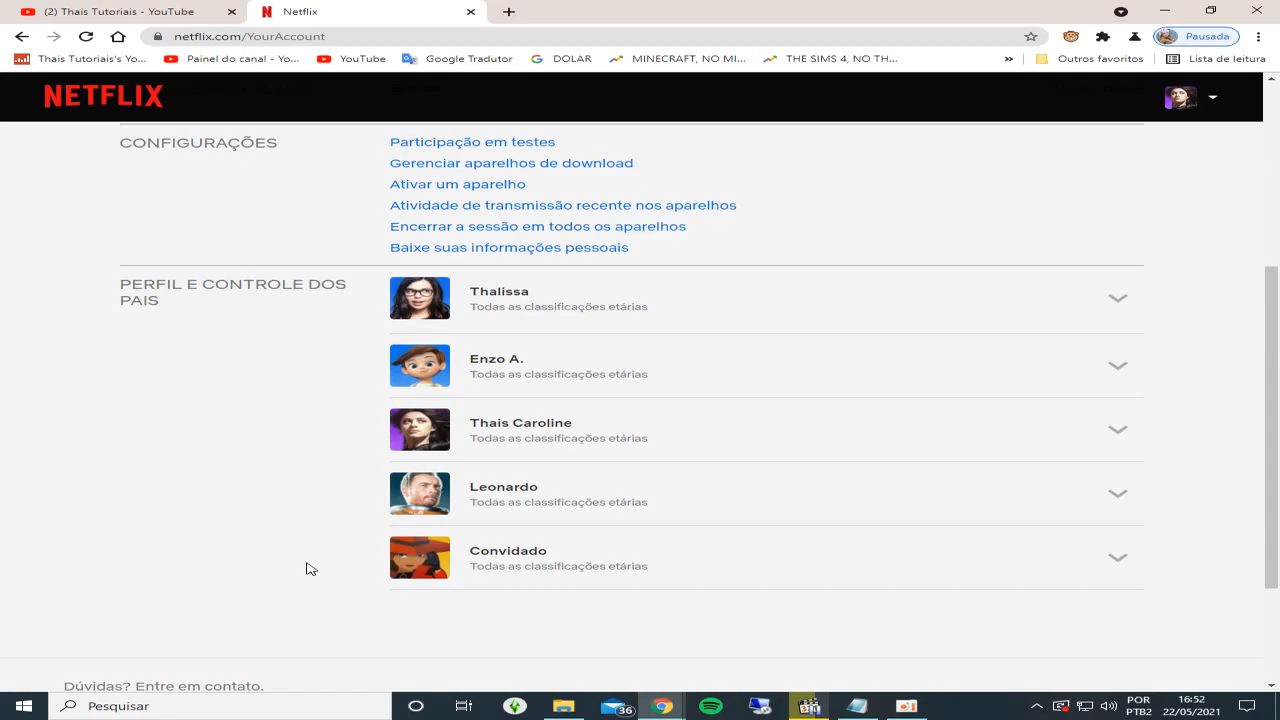 (2) Thais Tutoriais - YouTube
Netflix
netflix.com/YourAccount
Pausada
Thais Tutoriais's Yo...
Painel do canal - Yo...
YouTube
Google Tradutor
DOLAR
MINECRAFT, NO MI...
THE SIMS 4, NO TH...
»
Outros favoritos
Lista de leitura
NETFLIX
CONFIGURAÇÕES
Participação em testes
Gerenciar aparelhos de download
Ativar um aparelho
Atividade de transmissão recente nos aparelhos
Encerrar a sessão em todos os aparelhos
Baixe suas informações pessoais
PERFIL E CONTROLE DOS
PAIS
Thalissa
Todas as classificações etárias
Enzo A.
Todas as classificações etárias
Thais Caroline
Todas as classificações etárias
Leonardo
Todas as classificações etárias
Convidado
Todas as classificações etárias
Dúvidas? Entre em contato.
Pesquisar
36
POR
PTB2
16:52
22/05/2021